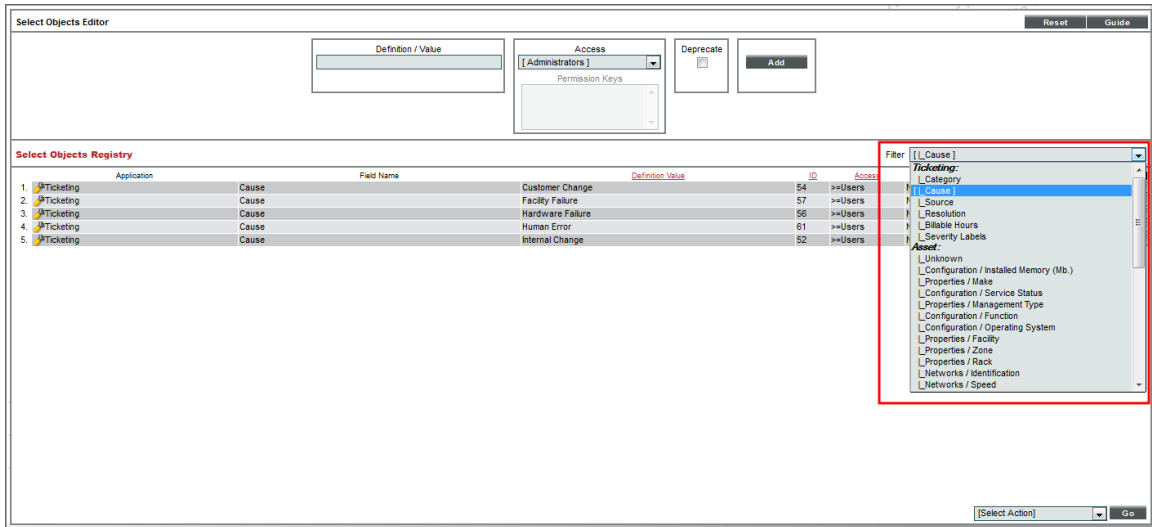 Select Objects Editor
Reset
Guide
Definition / Value
Access
Deprecate
[ Administrators ]
Add
Permission Keys
Select Objects Registry
Filter
[ |_Cause ]
Application
Field Name
Definition Value
ID
Access
1. Ticketing Cause Customer Change 54 >=Users
2. Ticketing Cause Facility Failure 57 >=Users
3. Ticketing Cause Hardware Failure 56 >=Users
4. Ticketing Cause Human Error 61 >=Users
5. Ticketing Cause Internal Change 52 >=Users
Ticketing:
|_Category
[ |_Cause ]
|_Source
|_Resolution
|_Billable Hours
|_Severity Labels
Asset:
|_Unknown
|_Configuration / Installed Memory (Mb.)
|_Properties / Make
|_Configuration / Service Status
|_Properties / Management Type
|_Configuration / Function
|_Configuration / Operating System
|_Properties / Facility
|_Properties / Zone
|_Properties / Rack
|_Networks / Identification
|_Networks / Speed
[Select Action]
Go